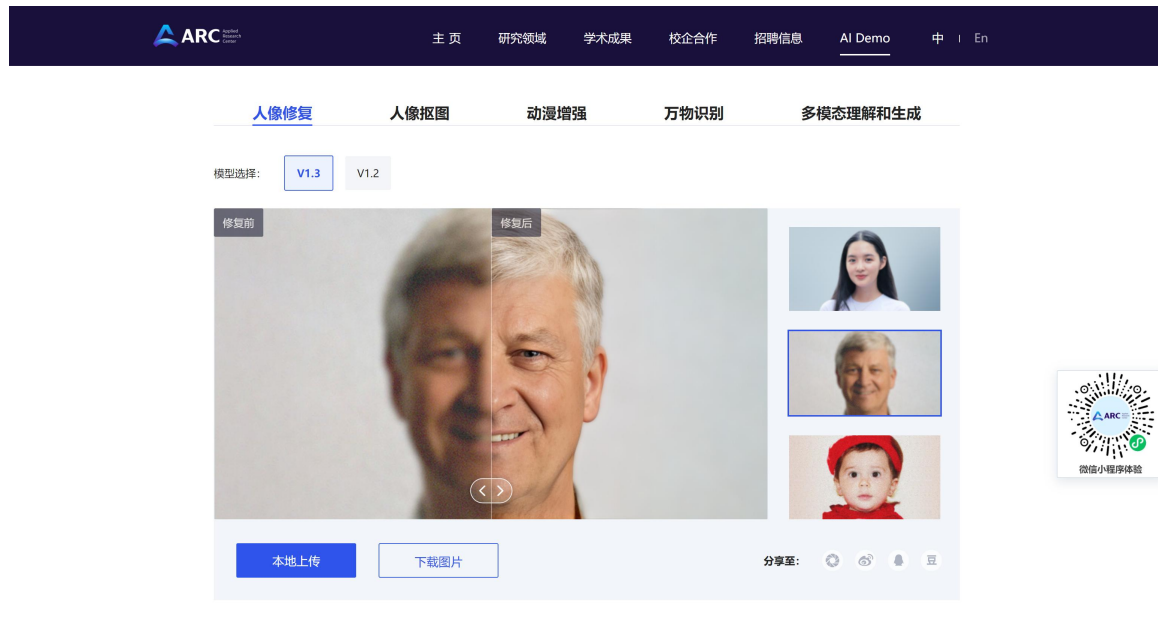 ARC Applied
Research
Center
主 页 研究领域 学术成果 校企合作 招聘信息 AI Demo 中 | En
人像修复 人像抠图 动漫增强 万物识别 多模态理解和生成
模型选择： V1.3 V1.2
修复前 修复后
ARC
微信小程序体验
本地上传 下载图片 分享至： 豆